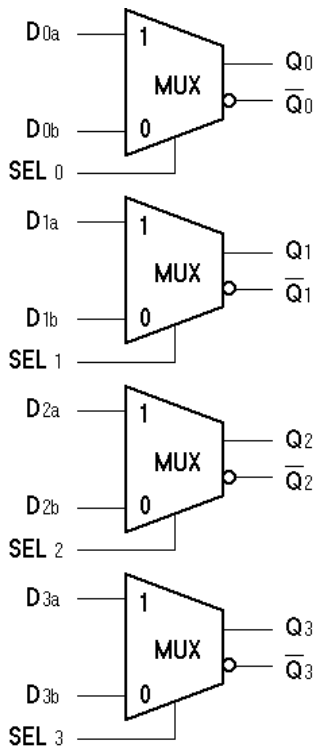 D0a
1
Q0
MUX
Q̅0
D0b
0
SEL 0
D1a
1
Q1
MUX
Q̅1
D1b
0
SEL 1
D2a
1
Q2
MUX
Q̅2
D2b
0
SEL 2
D3a
1
Q3
MUX
Q̅3
D3b
0
SEL 3